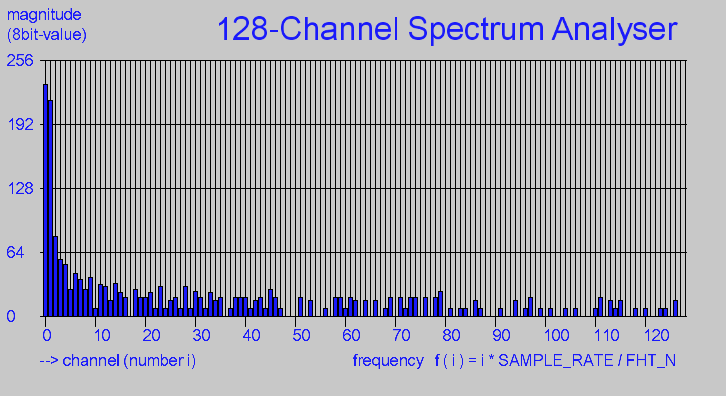 magnitude
(8bit-value)
128-Channel Spectrum Analyser
256
192
128
64
0
0 10 20 30 40 50 60 70 80 90 100 110 120
--> channel (number i)
frequency f ( i ) = i * SAMPLE_RATE / FHT_N